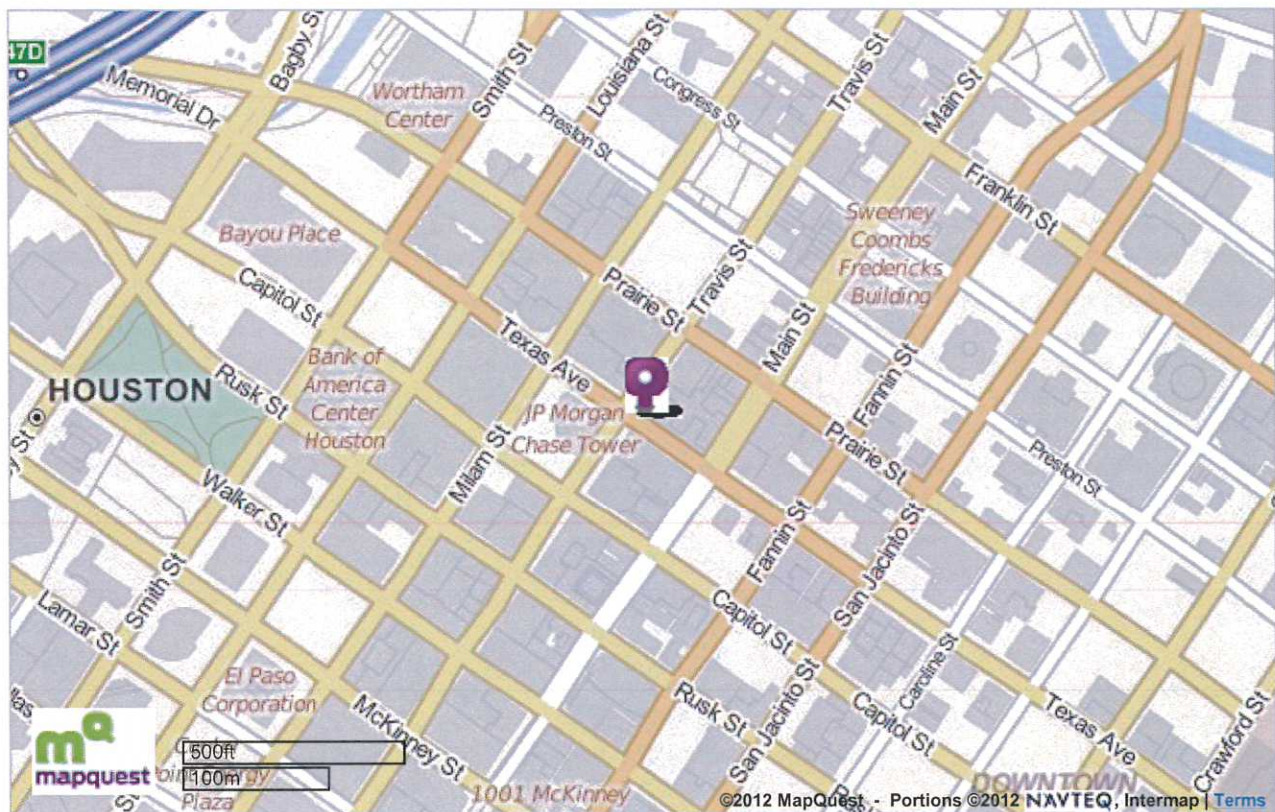 47D
Bagby St
Memorial Dr
Wortham
Center
Smith St
Louisiana St
Congress St
Preston St
Travis St
Main St
Franklin St
Bayou Place
Capitol St
Sweeney
Coombs
Fredericks
Building
Prairie St
Travis St
Main St
Texas Ave
Bank of
America
Center
Houston
HOUSTON
Rusk St
JP Morgan
Chase Tower
Fannin St
Prairie St
Preston St
Milam St
Walker St
Fannin St
San Jacinto St
Smith St
Lamar St
Capitol St
Caroline St
El Paso
Corporation
McKinney St
Rusk St
San Jacinto St
Capitol St
Texas Ave
Crawford St
mq
mapquest
500ft
100m
Plaza
1001 McKinney
DOWNTOWN
©2012 MapQuest - Portions ©2012 NAVTEQ, Intermap | Terms